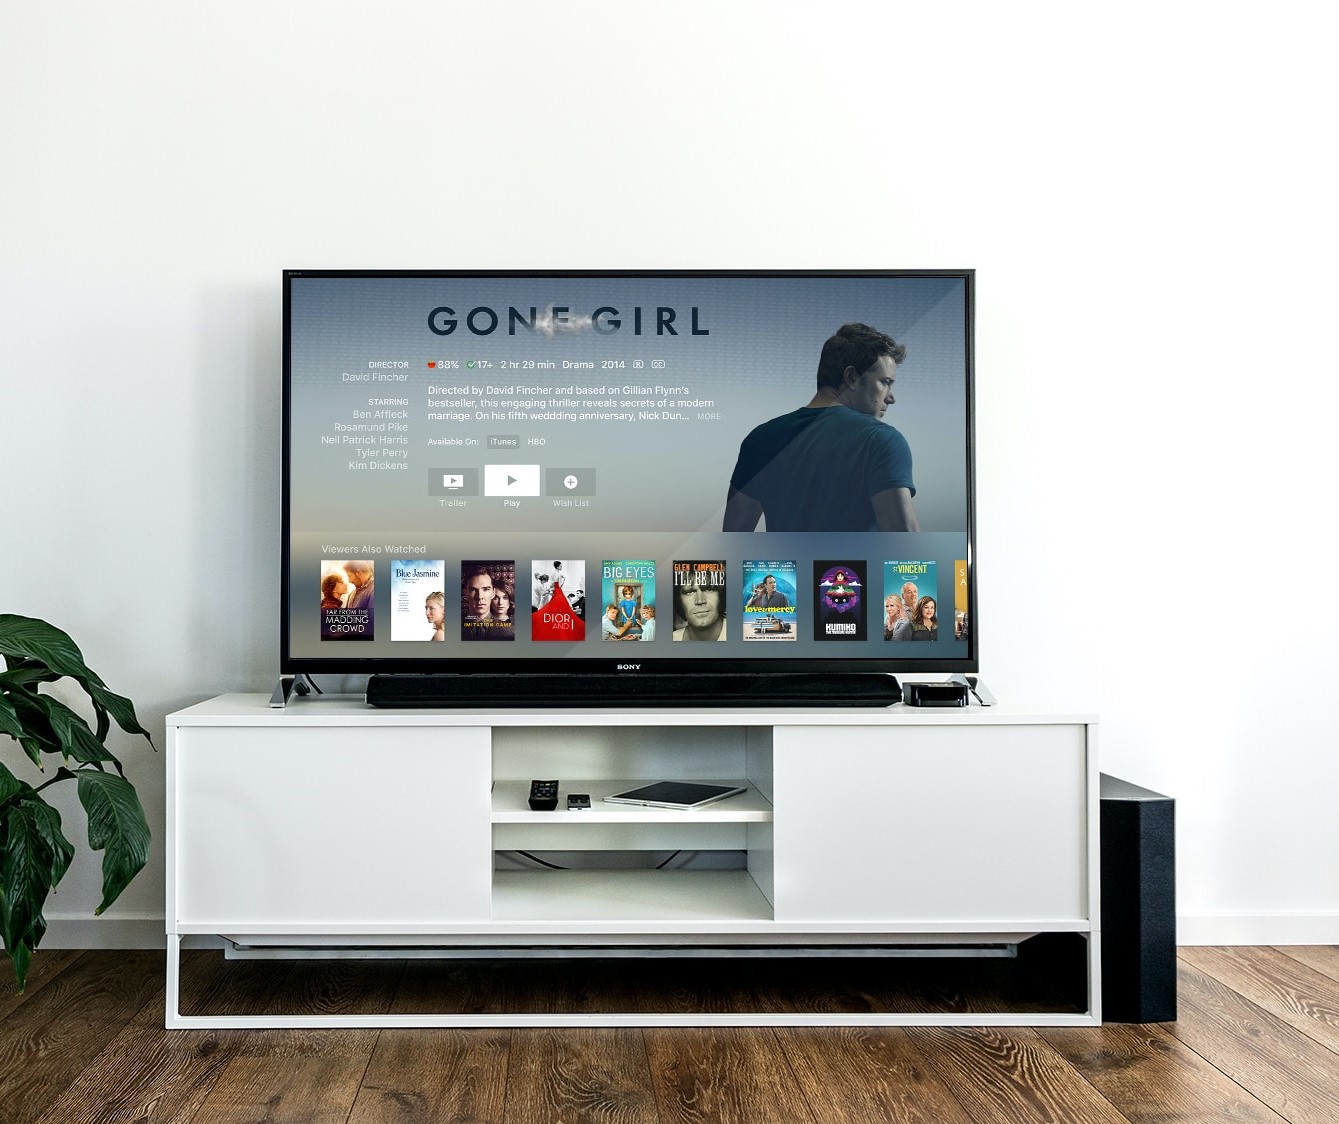 GONE GIRL
DIRECTOR
David Fincher
STARRING
Ben Affleck
Rosamund Pike
Neil Patrick Harris
Tyler Perry
Kim Dickens
88% 17+ 2 hr 29 min Drama 2014 R CC
Directed by David Fincher and based on Gillian Flynn's
bestseller, this engaging thriller reveals secrets of a modern
marriage. On his fifth weddding anniversary, Nick Dun... MORE
Available On: iTunes HBO
Trailer Play Wish List
Viewers Also Watched
FAR FROM THE
MADDING
CROWD
Blue Jasmine
IMITATION GAME
DIOR
AND I
BIG EYES
GLEN CAMPBELL
I'LL BE ME
love&mercy
KUMIKO
ST. VINCENT
S
A
SONY